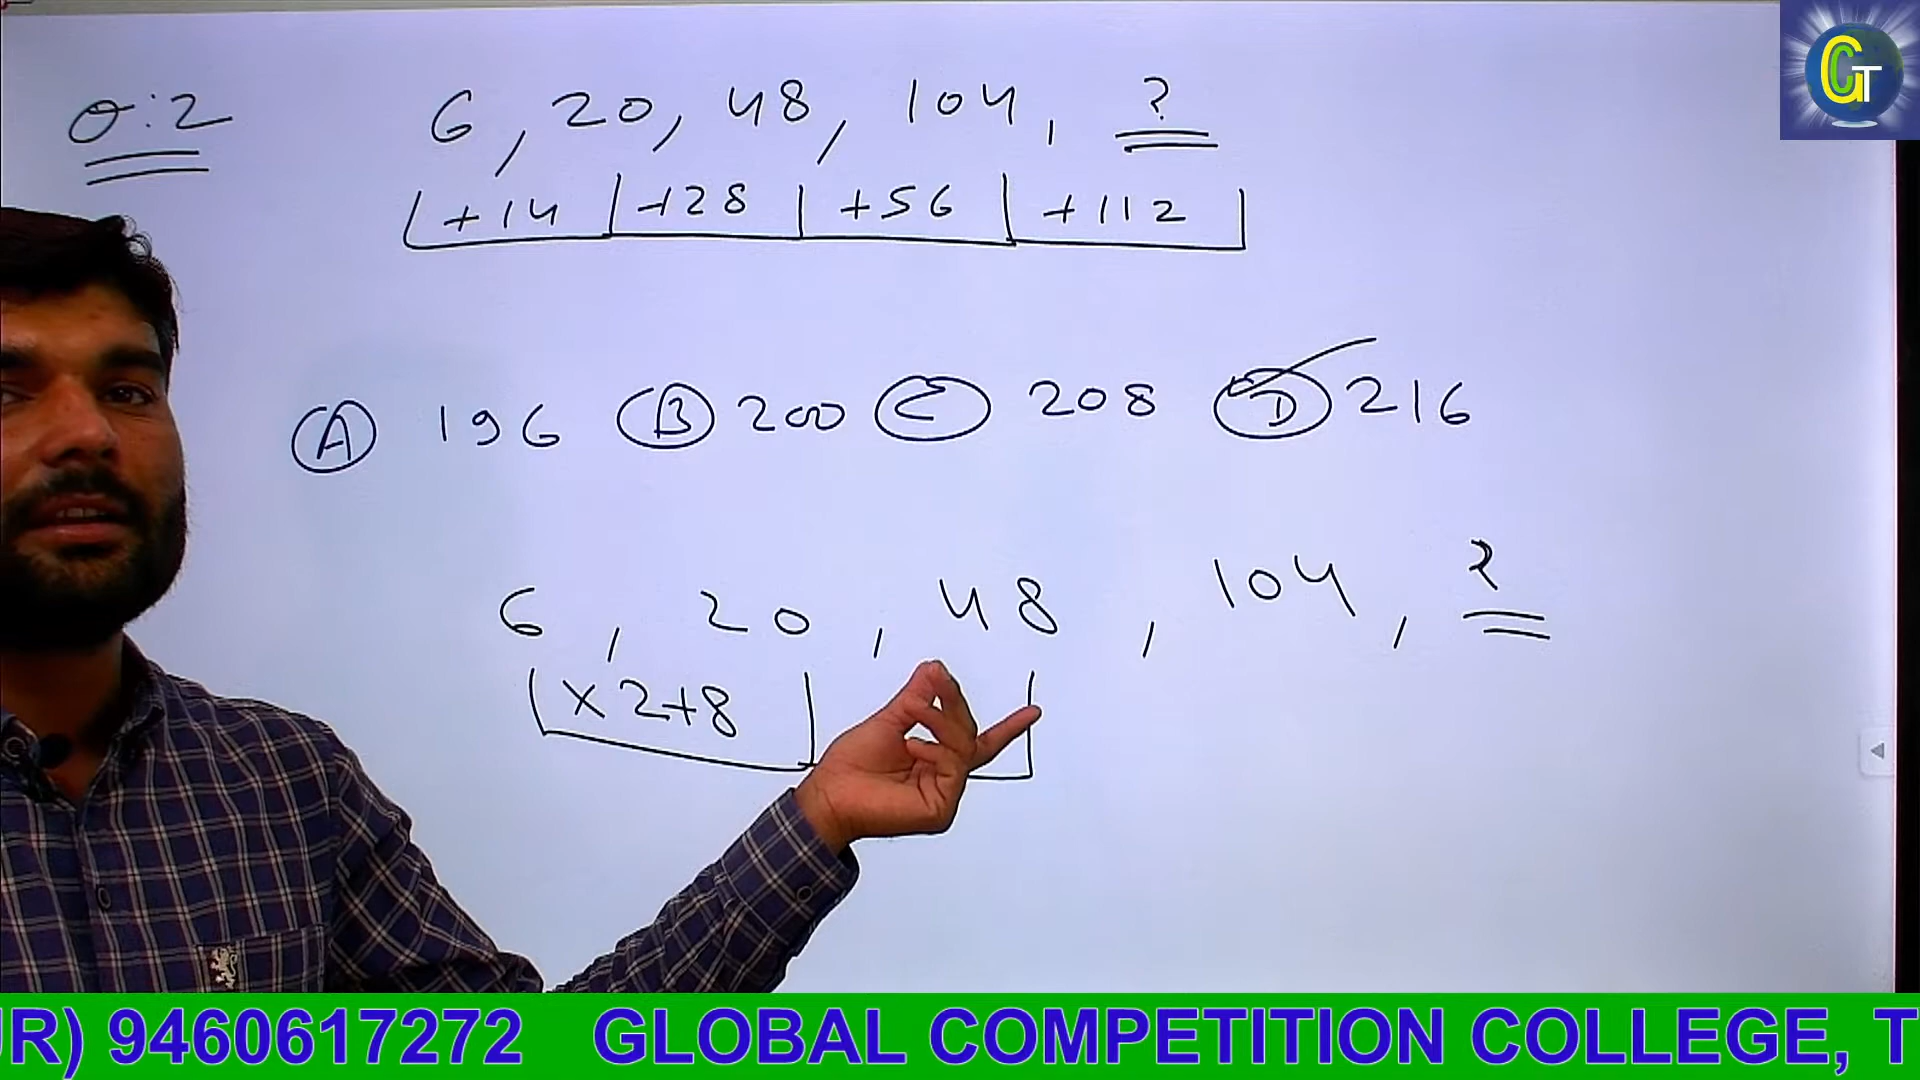 Q:2 6, 20, 48, 104, ?
+14 +28 +56 +112
A 196 B 200 C 208 D 216
6, 20, 48, 104, ?
×2+8
GT
UR) 9460617272 GLOBAL COMPETITION COLLEGE, T